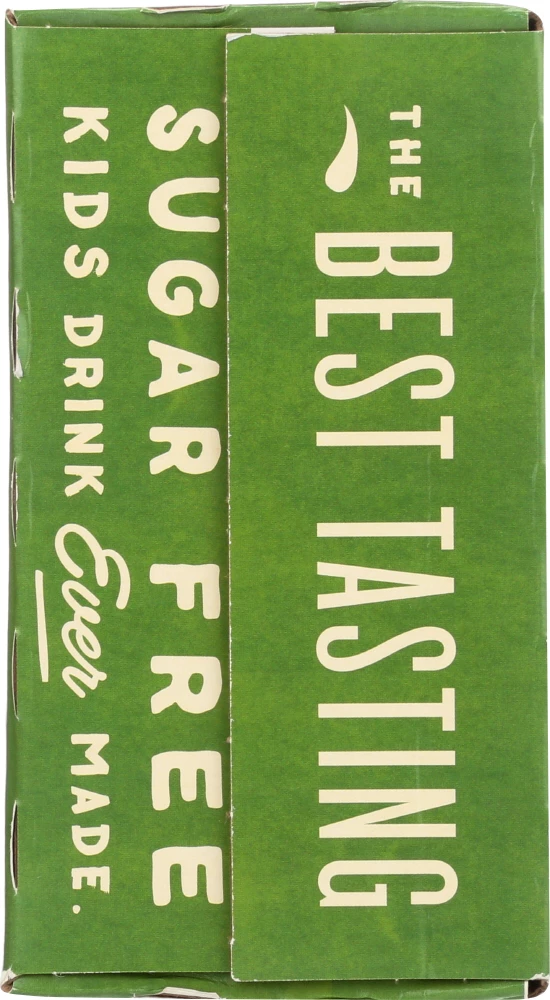 THE
BEST TASTING
SUGAR FREE
KIDS DRINK Ever MADE.